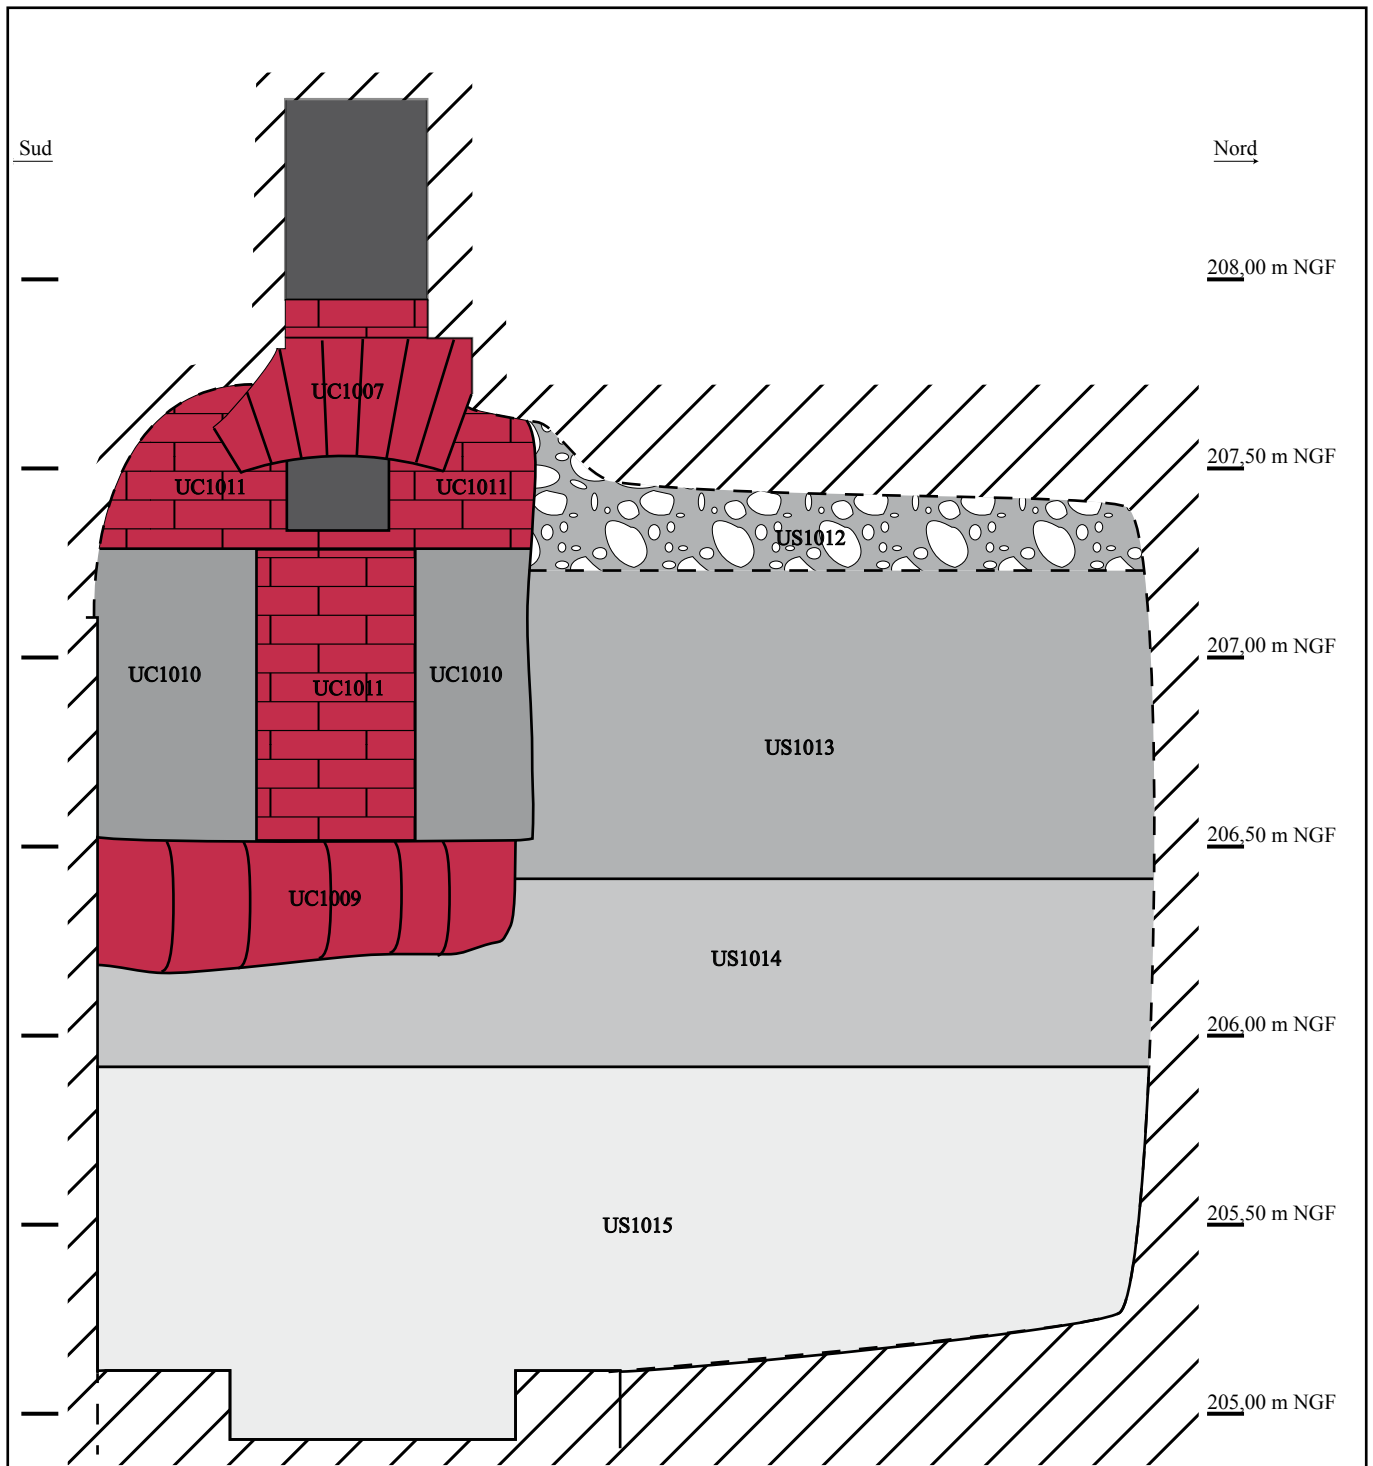 Sud
Nord
208,00 m NGF
UC1007
207,50 m NGF
UC1011
UC1011
US1012
207,00 m NGF
UC1010
UC1010
UC1011
US1013
206,50 m NGF
UC1009
US1014
206,00 m NGF
205,50 m NGF
US1015
205,00 m NGF